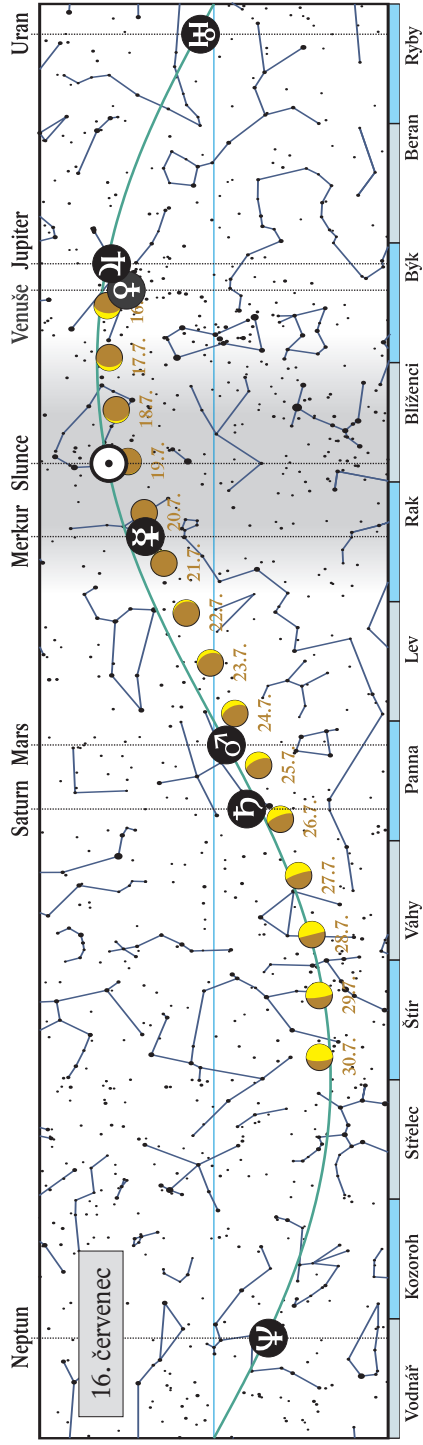 Neptun Saturn Mars Merkur Slunce Venuše Jupiter Uran
16. červenec
30.7. 29.7. 28.7. 27.7. 26.7. 25.7. 24.7. 23.7. 22.7. 21.7. 20.7. 19.7. 18.7. 17.7. 16.
Vodnář Kozoroh Střelec Štír Váhy Panna Lev Rak Blíženci Býk Beran Ryby